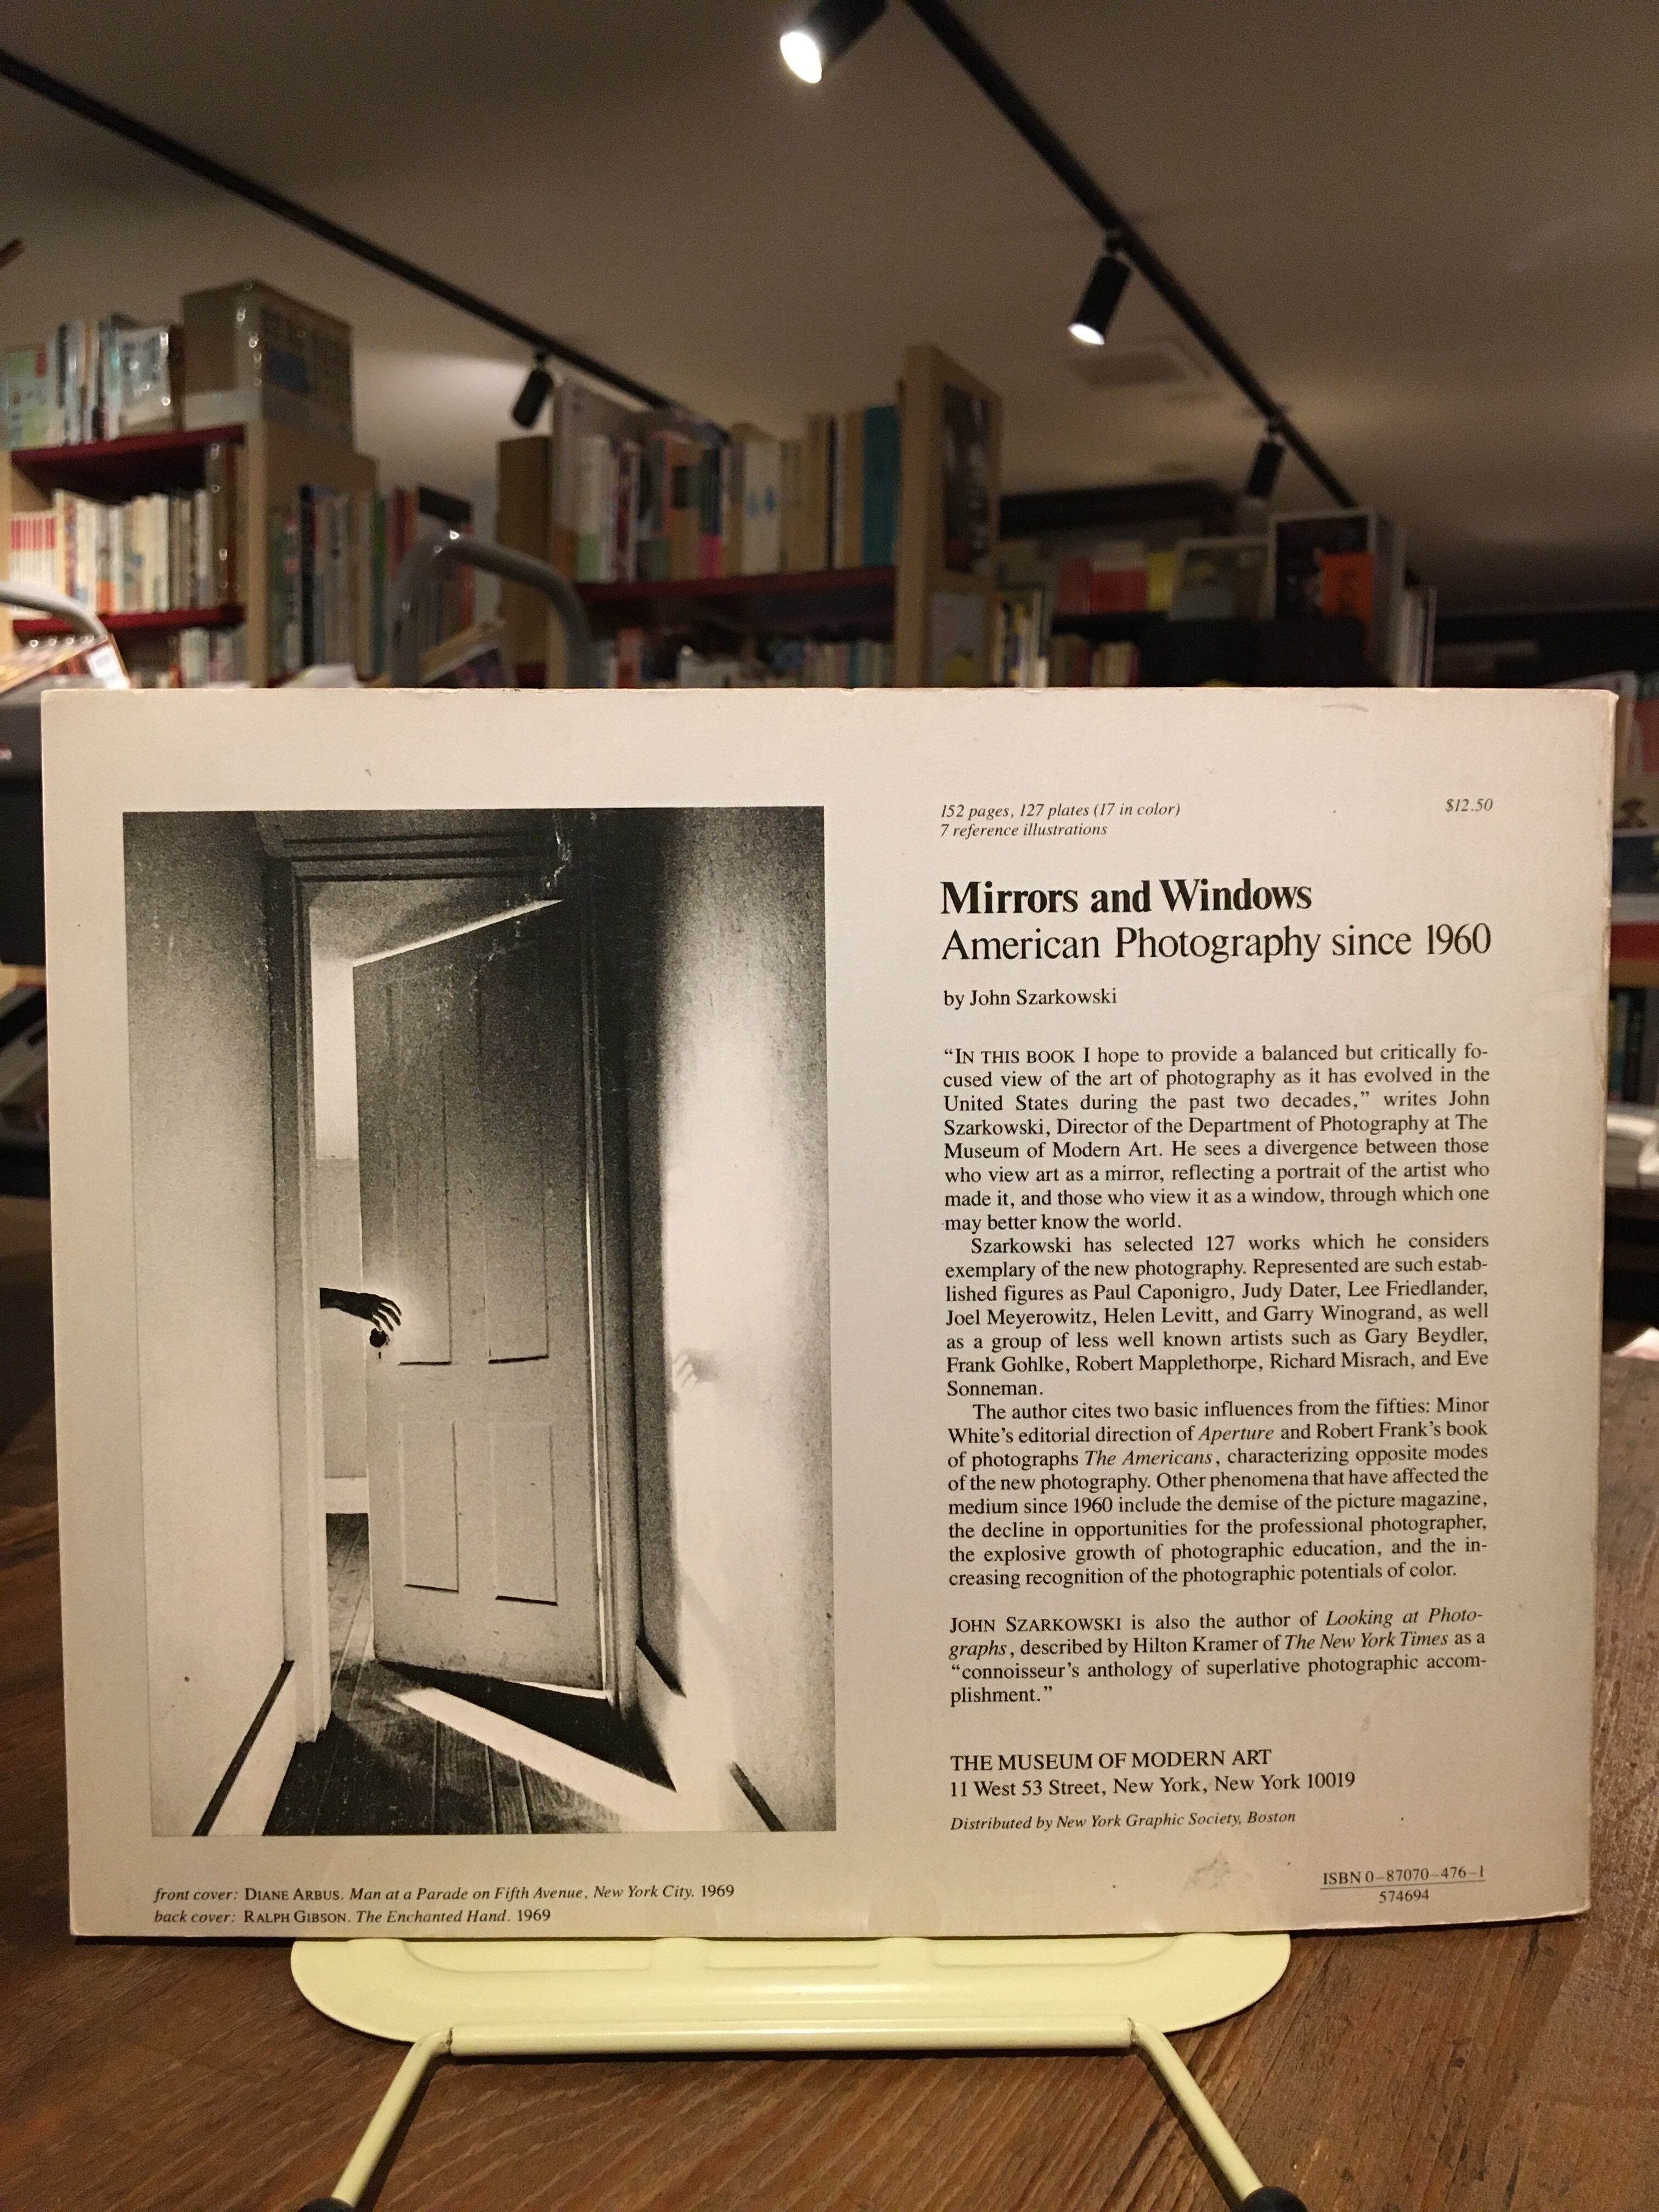 152 pages, 127 plates (17 in color)
7 reference illustrations
$12.50
Mirrors and Windows
American Photography since 1960
by John Szarkowski
“IN THIS BOOK I hope to provide a balanced but critically fo-
cused view of the art of photography as it has evolved in the
United States during the past two decades,” writes John
Szarkowski, Director of the Department of Photography at The
Museum of Modern Art. He sees a divergence between those
who view art as a mirror, reflecting a portrait of the artist who
made it, and those who view it as a window, through which one
may better know the world.
Szarkowski has selected 127 works which he considers
exemplary of the new photography. Represented are such estab-
lished figures as Paul Caponigro, Judy Dater, Lee Friedlander,
Joel Meyerowitz, Helen Levitt, and Garry Winogrand, as well
as a group of less well known artists such as Gary Beydler,
Frank Gohlke, Robert Mapplethorpe, Richard Misrach, and Eve
Sonneman.
The author cites two basic influences from the fifties: Minor
White’s editorial direction of Aperture and Robert Frank’s book
of photographs The Americans, characterizing opposite modes
of the new photography. Other phenomena that have affected the
medium since 1960 include the demise of the picture magazine,
the decline in opportunities for the professional photographer,
the explosive growth of photographic education, and the in-
creasing recognition of the photographic potentials of color.
JOHN SZARKOWSKI is also the author of Looking at Photo-
graphs, described by Hilton Kramer of The New York Times as a
“connoisseur’s anthology of superlative photographic accom-
plishment.”
THE MUSEUM OF MODERN ART
11 West 53 Street, New York, New York 10019
Distributed by New York Graphic Society, Boston
ISBN 0-87070-476-1
574694
front cover: DIANE ARBUS. Man at a Parade on Fifth Avenue, New York City. 1969
back cover: RALPH GIBSON. The Enchanted Hand. 1969